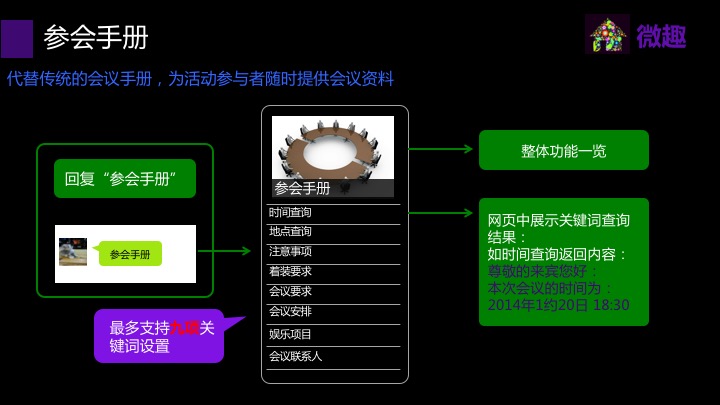 参会手册
微趣
代替传统的会议手册，为活动参与者随时提供会议资料
回复“参会手册”
参会手册
最多支持九项关
键词设置
参会手册
时间查询
地点查询
注意事项
着装要求
会议要求
会议安排
娱乐项目
会议联系人
整体功能一览
网页中展示关键词查询
结果：
如时间查询返回内容：
尊敬的来宾您好：
本次会议的时间为：
2014年1约20日 18:30